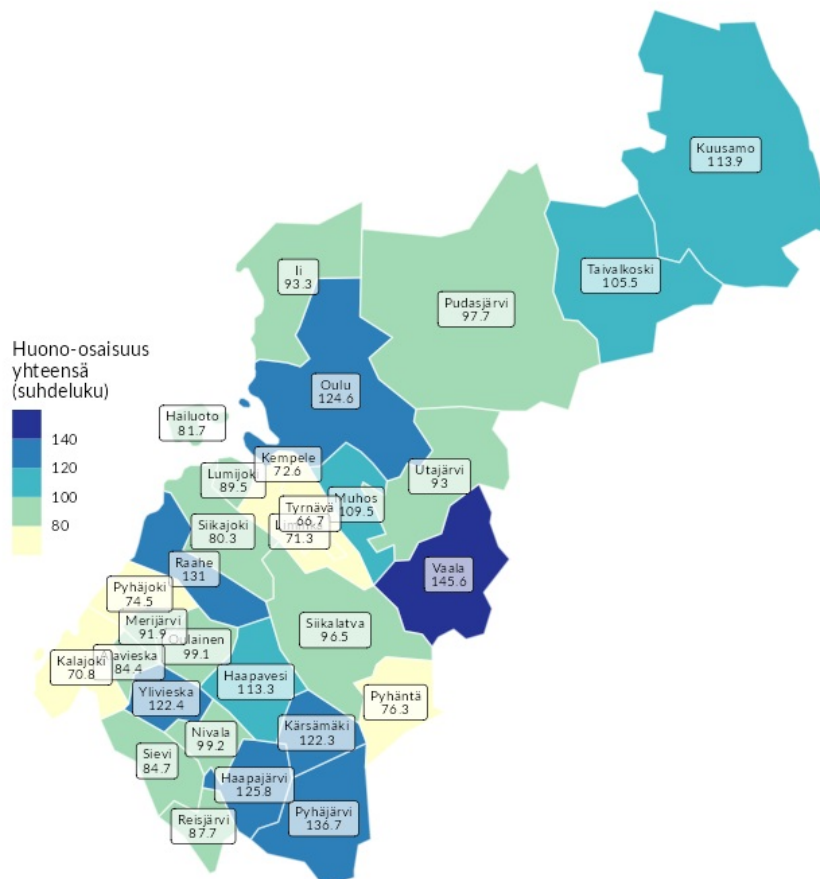 Kuusamo
113.9
Taivalkoski
105.5
Ii
93.3
Pudasjärvi
97.7
Huono-osaisuus
yhteensä
(suhdeluku)
140
120
100
80
Oulu
124.6
Hailuoto
81.7
Kempele
72.6
Utajärvi
93
Lumijoki
89.5
Muhos
109.5
Tyrnävä
66.7
Liminka
71.3
Siikajoki
80.3
Raahe
131
Vaala
145.6
Pyhäjoki
74.5
Merijärvi
91.9
Siikalatva
96.5
Oulainen
99.1
Alavieska
84.4
Kalajoki
70.8
Haapavesi
113.3
Ylivieska
122.4
Pyhäntä
76.3
Kärsämäki
122.3
Nivala
99.2
Sievi
84.7
Haapajärvi
125.8
Pyhäjärvi
136.7
Reisjärvi
87.7